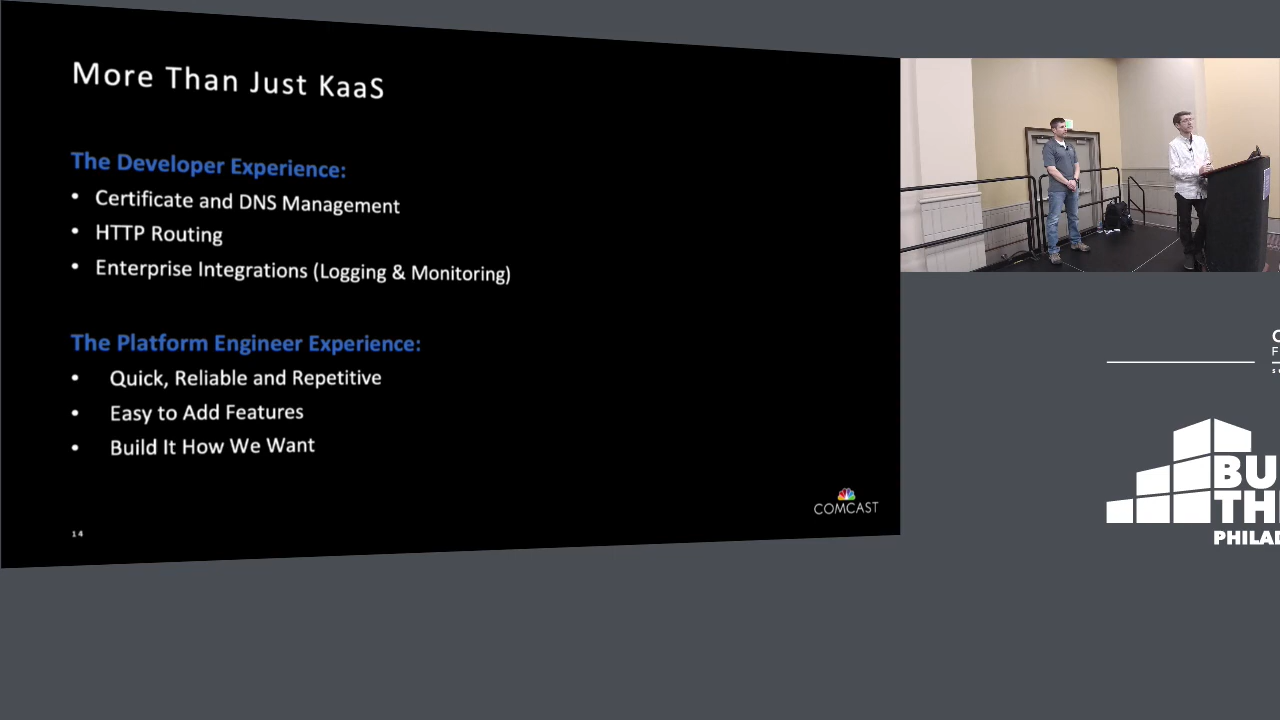 More Than Just KaaS
The Developer Experience:
• Certificate and DNS Management
• HTTP Routing
• Enterprise Integrations (Logging & Monitoring)
The Platform Engineer Experience:
• Quick, Reliable and Repetitive
• Easy to Add Features
• Build It How We Want
COMCAST
14
BU
TH
PHILAD